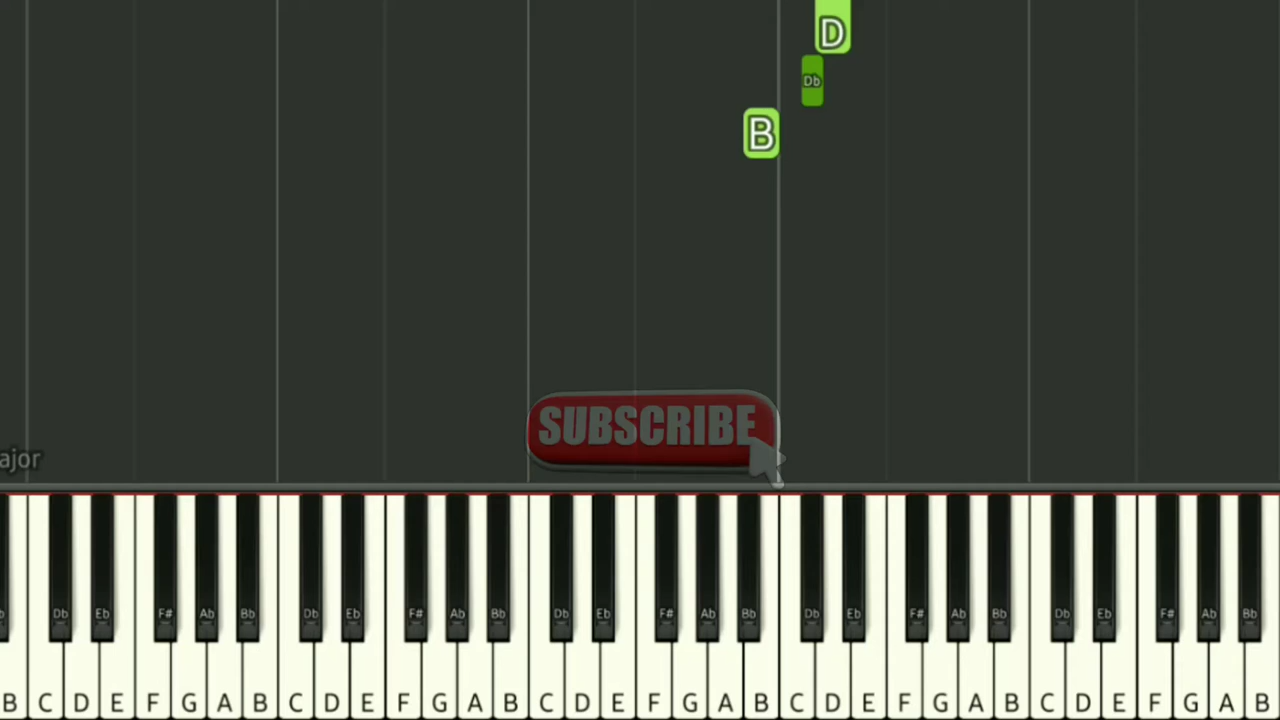 D
Db
B
SUBSCRIBE
ajor
b Db Eb F# Ab Bb Db Eb F# Ab Bb Db Eb F# Ab Bb Db Eb F# Ab Bb Db Eb F# Ab Bb
B C D E F G A B C D E F G A B C D E F G A B C D E F G A B C D E F G A B